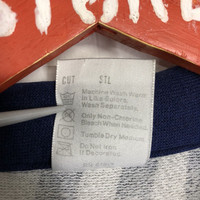 STORE
CUT STL
Machine Wash Warm
In Like Colors.
Wash Separately.
Only Non-Chlorine
Bleach When Needed
Tumble Dry Medium.
Do Not Iron
If Decorated.